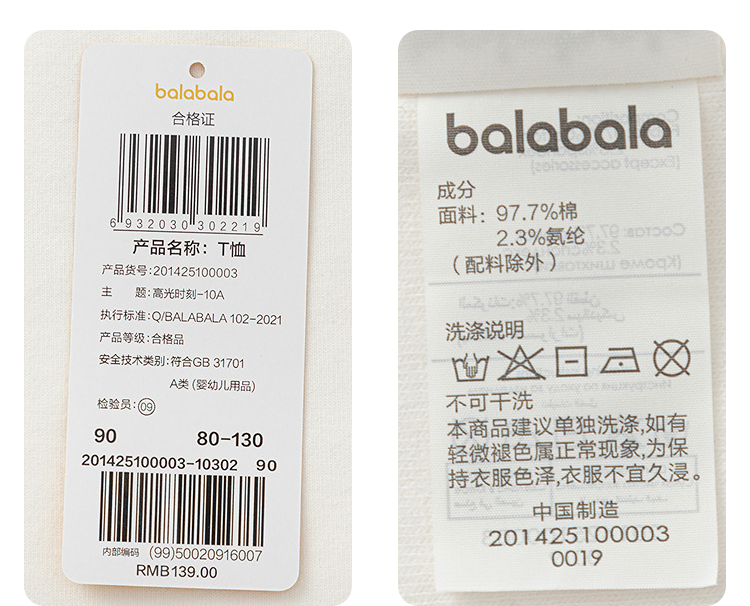 balabala
合格证
6 932030 302219
产品名称：T恤
产品货号:201425100003
主 题:高光时刻-10A
执行标准:Q/BALABALA 102-2021
产品等级:合格品
安全技术类别:符合GB 31701
A类 (婴幼儿用品)
检验员: 09
90 80-130
201425100003-10302 90
内部编码 (99)50020916007
RMB139.00
balabala
成分
面料: 97.7%棉
2.3%氨纶
(配料除外)
洗涤说明
不可干洗
本商品建议单独洗涤,如有
轻微褪色属正常现象,为保
持衣服色泽,衣服不宜久浸。
中国制造
201425100003
0019